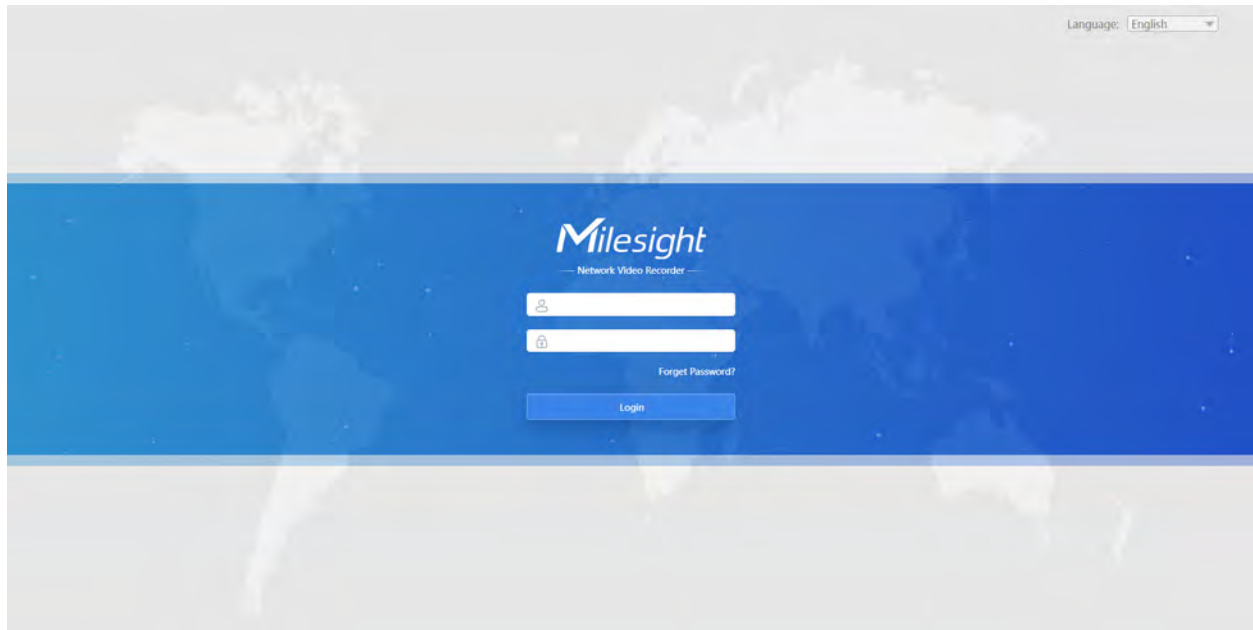 Language: English
Milesight
Network Video Recorder
Forget Password?
Login